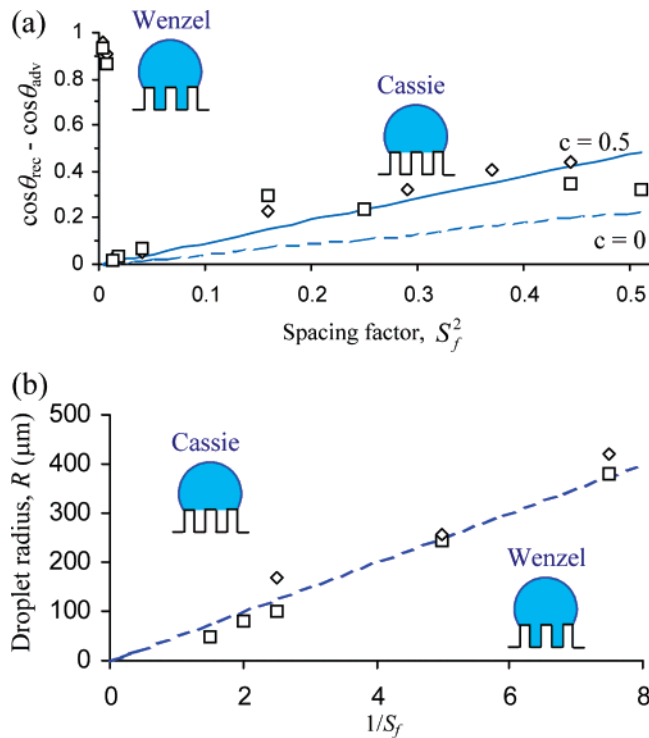 (a)
Wenzel
Cassie
c = 0.5
c = 0
cosθrec - cosθadv
1
0.8
0.6
0.4
0.2
0
0
0.1
0.2
0.3
0.4
0.5
Spacing factor, S_f^2
(b)
Cassie
Wenzel
Droplet radius, R (μm)
500
400
300
200
100
0
0
2
4
6
8
1/S_f